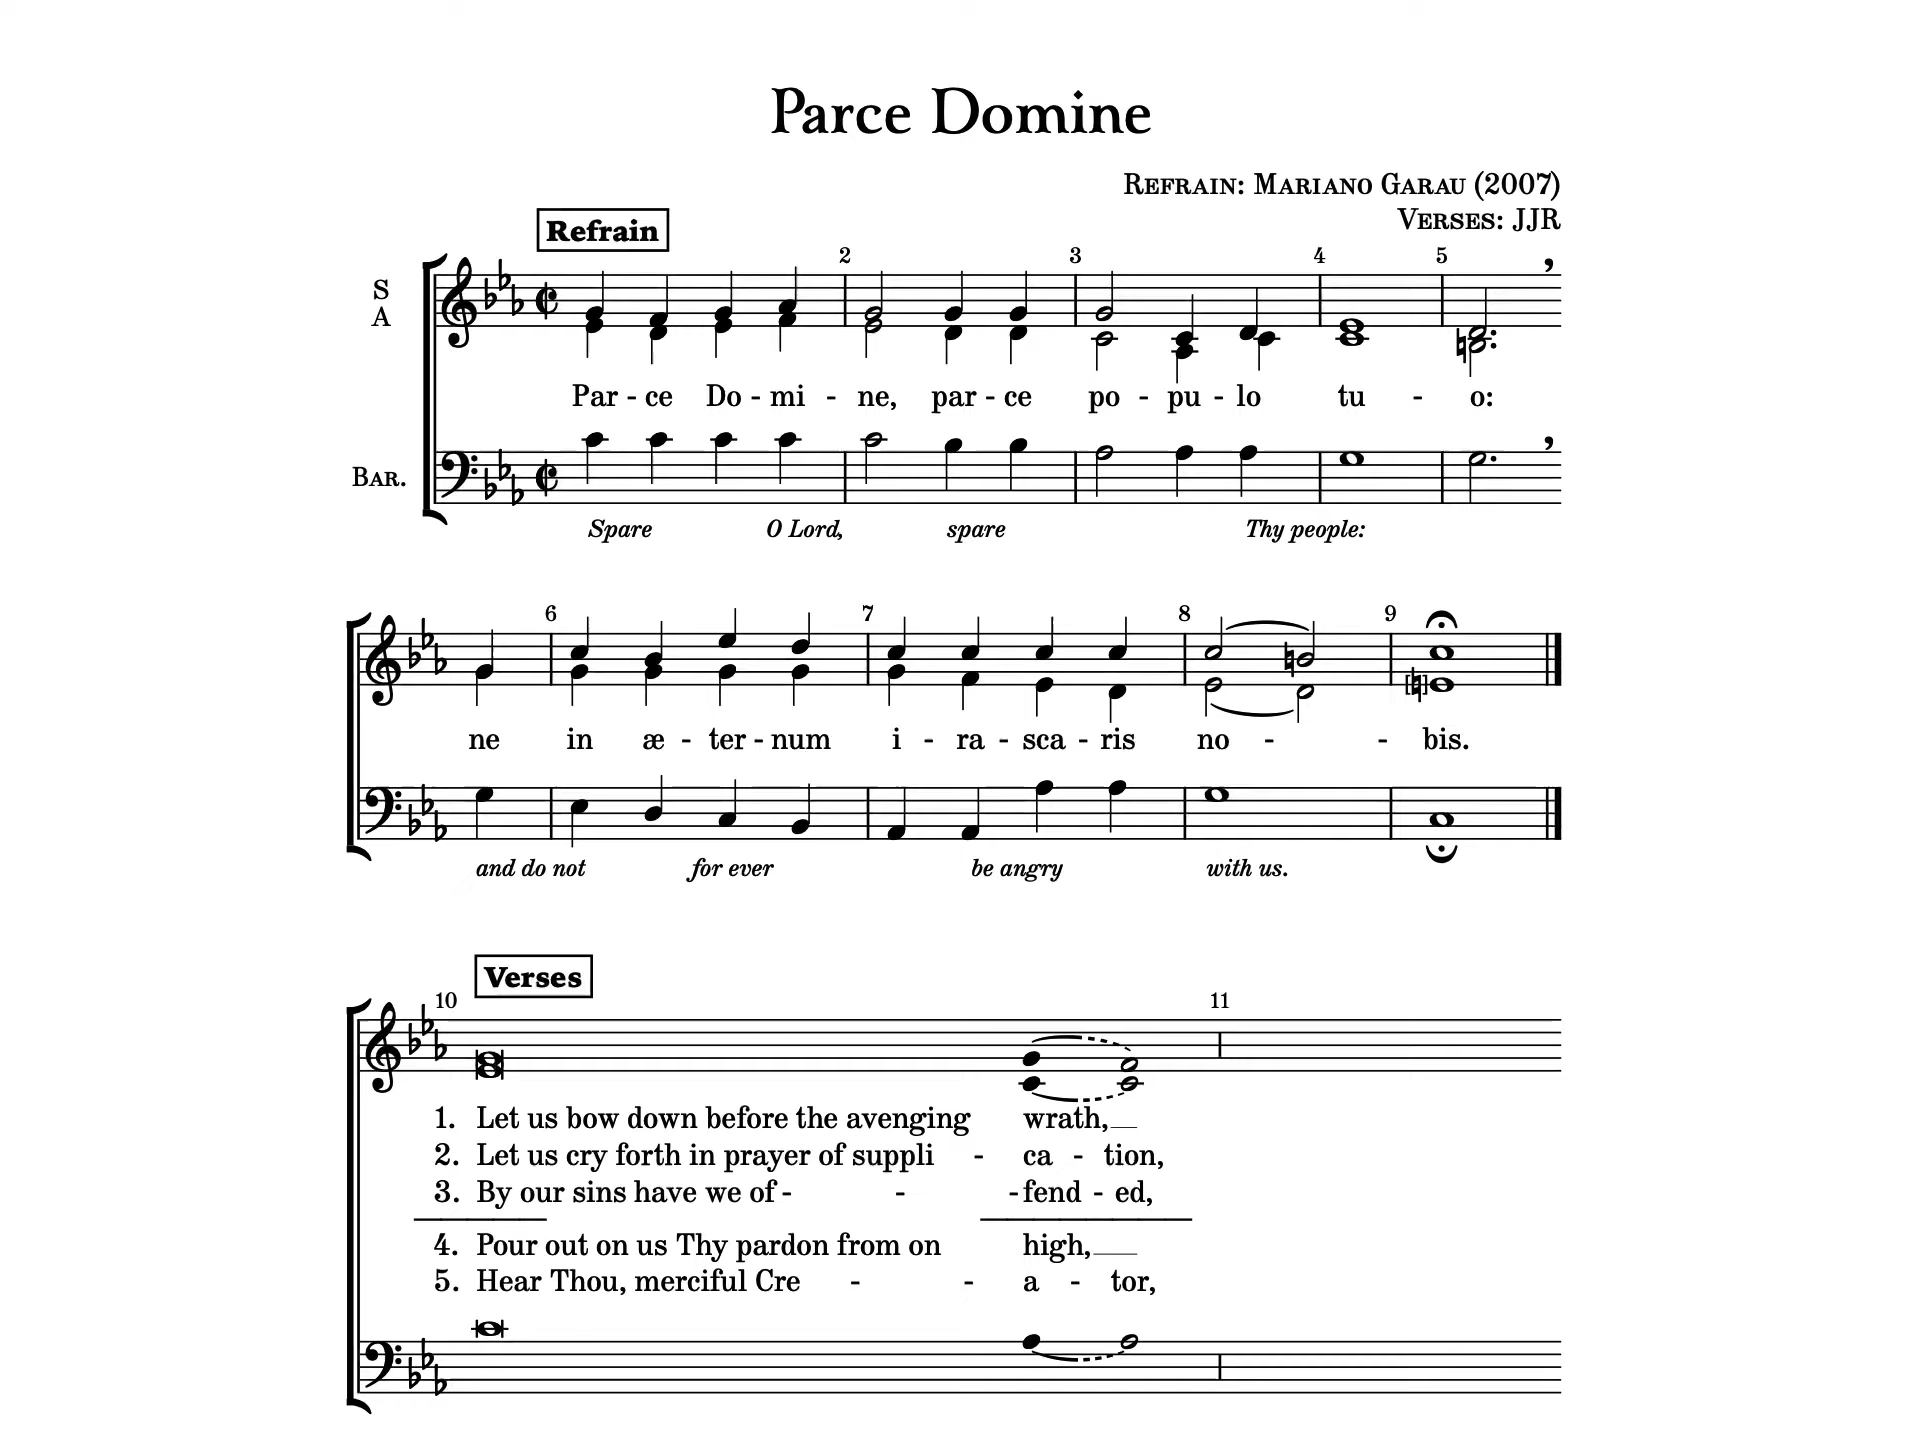 Parce Domine
Refrain: Mariano Garau (2007)
Verses: JJR
Refrain
2 3 4 5
S
A
Par - ce Do - mi - ne, par - ce po - pu - lo tu - o:
Bar.
Spare O Lord, spare Thy people:
6 7 8 9
ne in æ - ter - num i - ra - sca - ris no - - bis.
and do not for ever be angry with us.
Verses
10 11
1. Let us bow down before the avenging wrath,
2. Let us cry forth in prayer of suppli - ca - tion,
3. By our sins have we of - - - fend - ed,
4. Pour out on us Thy pardon from on high,
5. Hear Thou, merciful Cre - - a - tor,